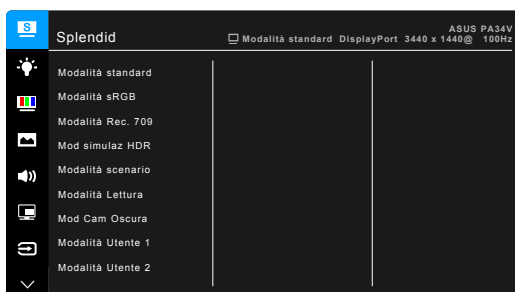 S
Splendid
ASUS PA34V
Modalità standard DisplayPort 3440 x 1440@ 100Hz
Modalità standard
Modalità sRGB
Modalità Rec. 709
Mod simulaz HDR
Modalità scenario
Modalità Lettura
Mod Cam Oscura
Modalità Utente 1
Modalità Utente 2